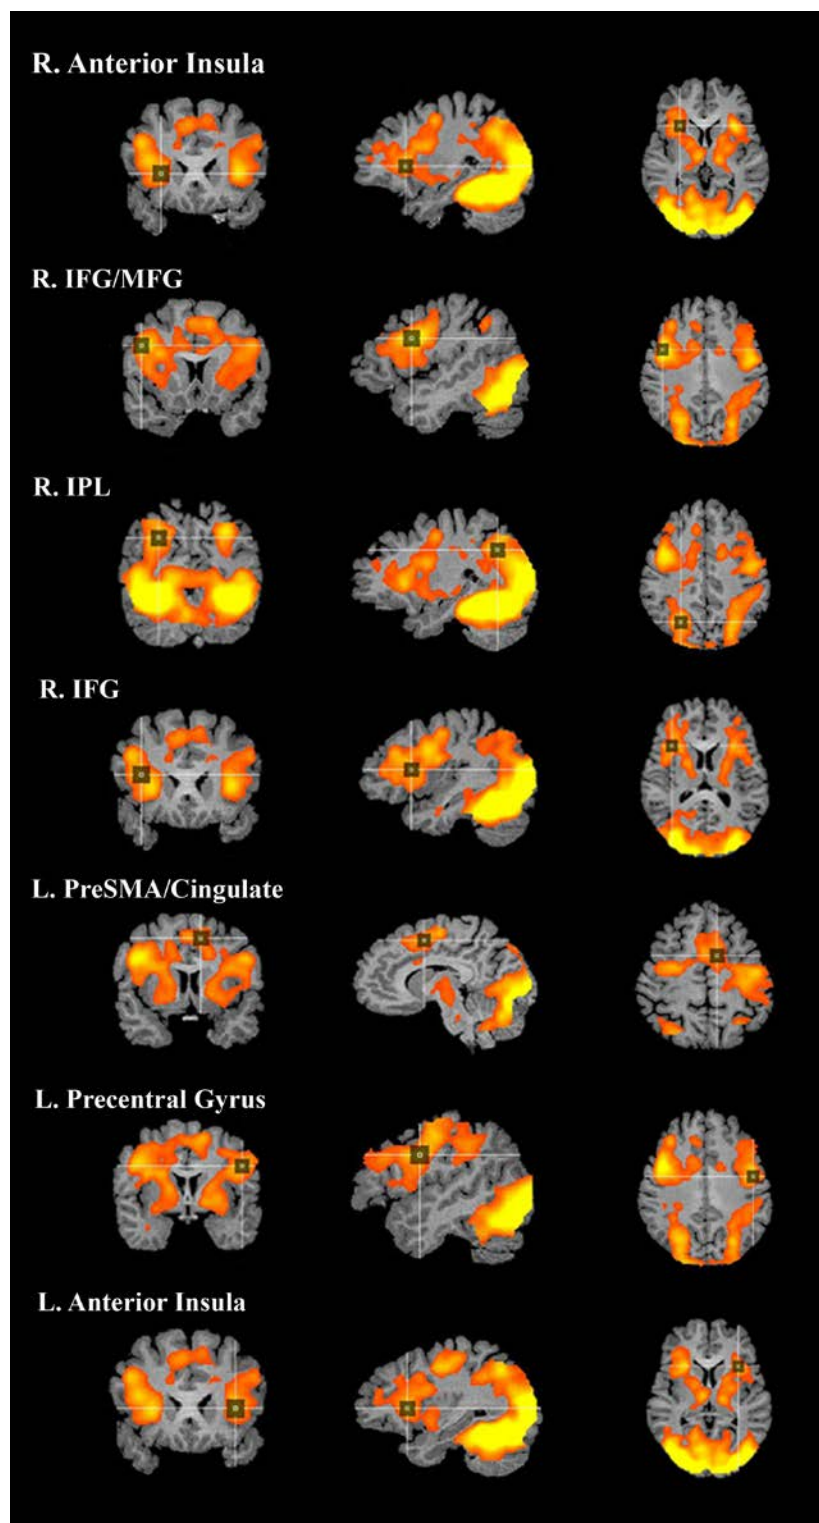 R. Anterior Insula
R. IFG/MFG
R. IPL
R. IFG
L. PreSMA/Cingulate
L. Precentral Gyrus
L. Anterior Insula